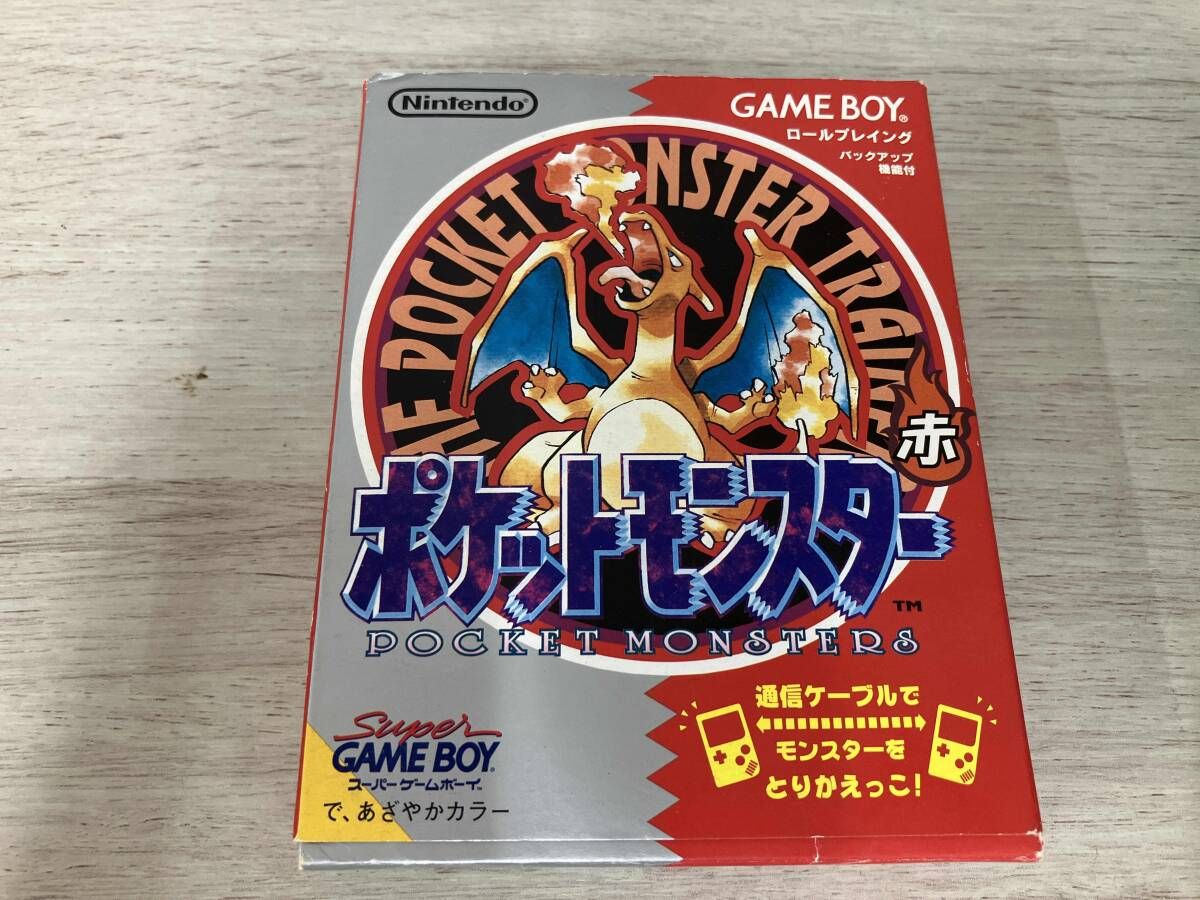 Nintendo®
GAME BOY®
ロールプレイング
バックアップ
機能付
THE POCKET MONSTER TRAINER
赤
ポケットモンスター
TM
POCKET MONSTERS
通信ケーブルで
モンスターを
とりかえっこ!
Super
GAME BOY
スーパーゲームボーイ
で、あざやかカラー